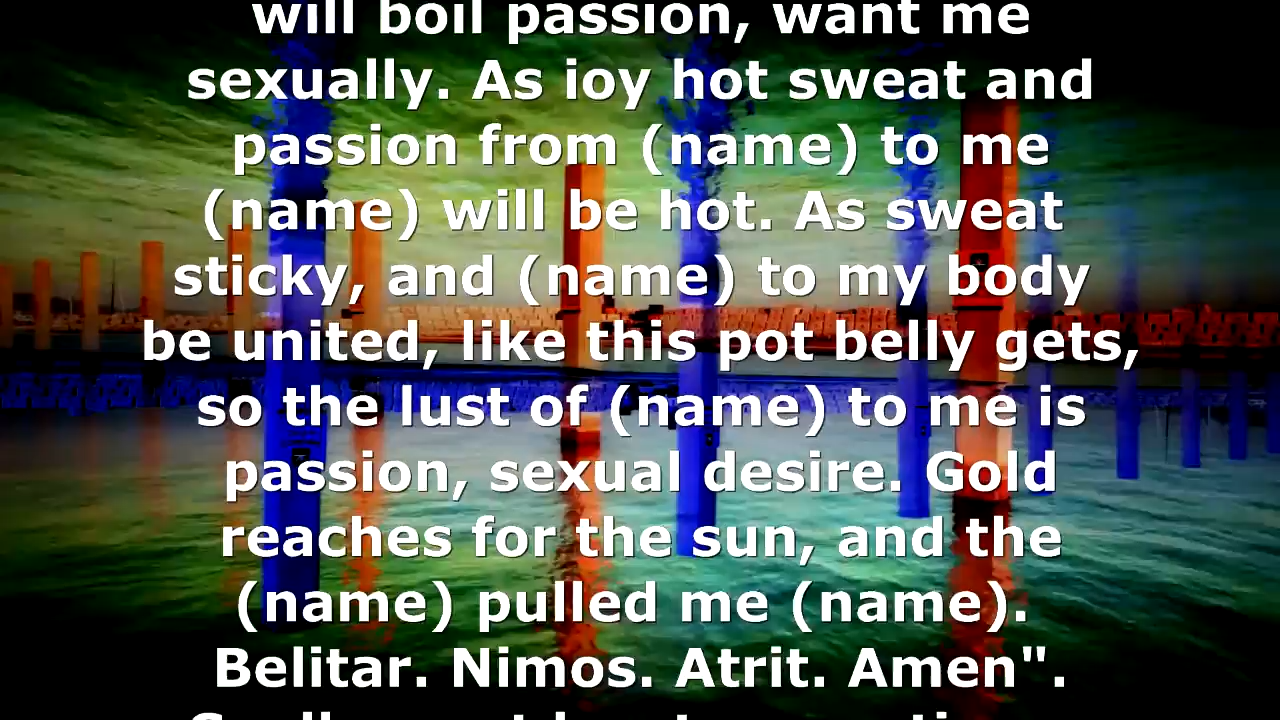 will boil passion, want me
sexually. As ioy hot sweat and
passion from (name) to me
(name) will be hot. As sweat
sticky, and (name) to my body
be united, like this pot belly gets,
so the lust of (name) to me is
passion, sexual desire. Gold
reaches for the sun, and the
(name) pulled me (name).
Belitar. Nimos. Atrit. Amen".